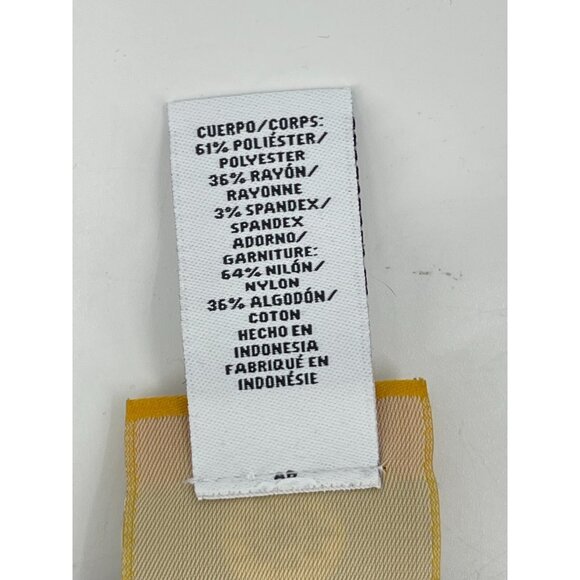 CUERPO/CORPS:
61% POLIÉSTER/
POLYESTER
36% RAYÓN/
RAYONNE
3% SPANDEX/
SPANDEX
ADORNO/
GARNITURE:
64% NILÓN/
NYLON
36% ALGODÓN/
COTON
HECHO EN
INDONESIA
FABRIQUÉ EN
INDONÉSIE